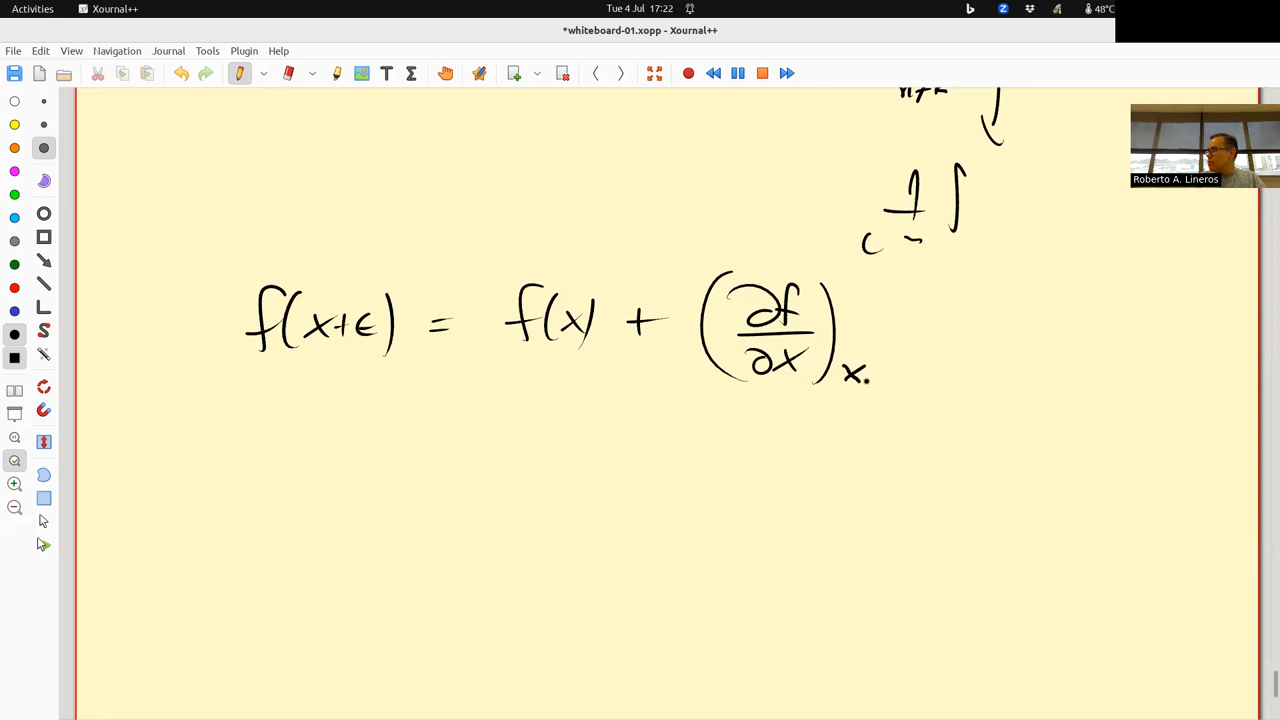 Activities Xournal++ Tue 4 Jul 17:22 48°C
*whiteboard-01.xopp - Xournal++
File Edit View Navigation Journal Tools Plugin Help
Roberto A. Lineros
1 ∫
f(x+ϵ) = f(x) + (∂f/∂x)x